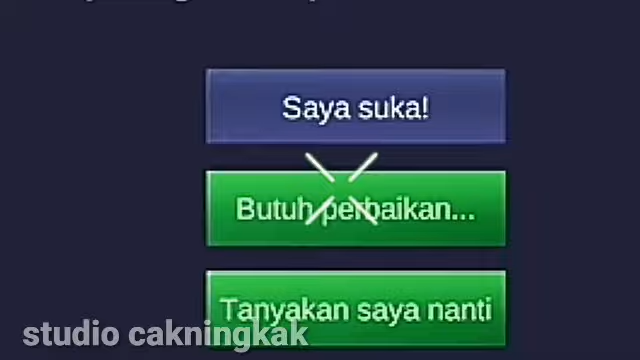 Saya suka!
Butuh perbaikan...
Tanyakan saya nanti
studio cakningkak